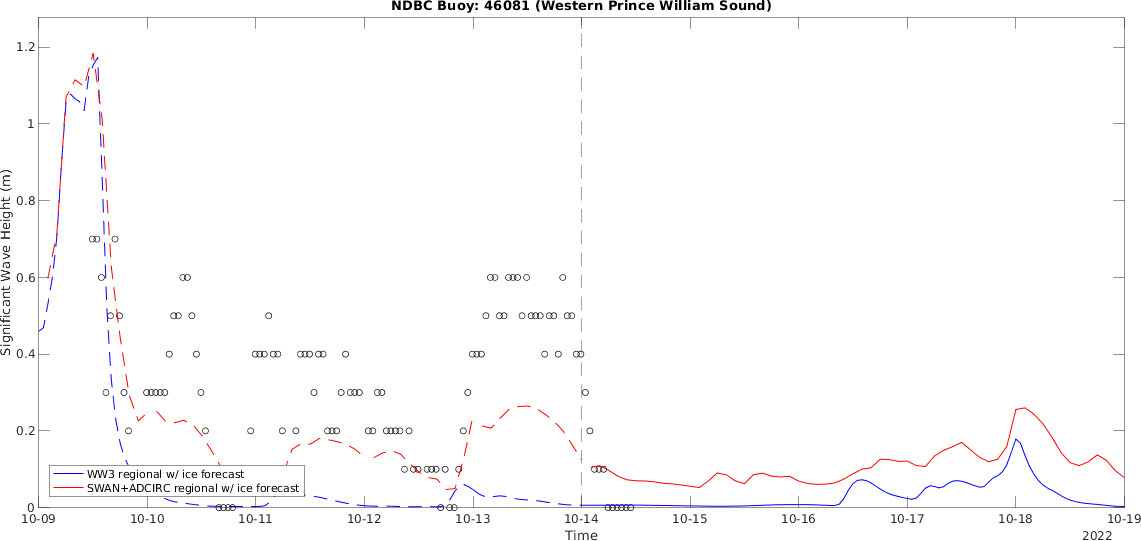 NDBC Buoy: 46081 (Western Prince William Sound)
Significant Wave Height (m)
1.2
1
0.8
0.6
0.4
0.2
0
WW3 regional w/ ice forecast
SWAN+ADCIRC regional w/ ice forecast
10-09 10-10 10-11 10-12 10-13 10-14 10-15 10-16 10-17 10-18 10-19
Time
2022